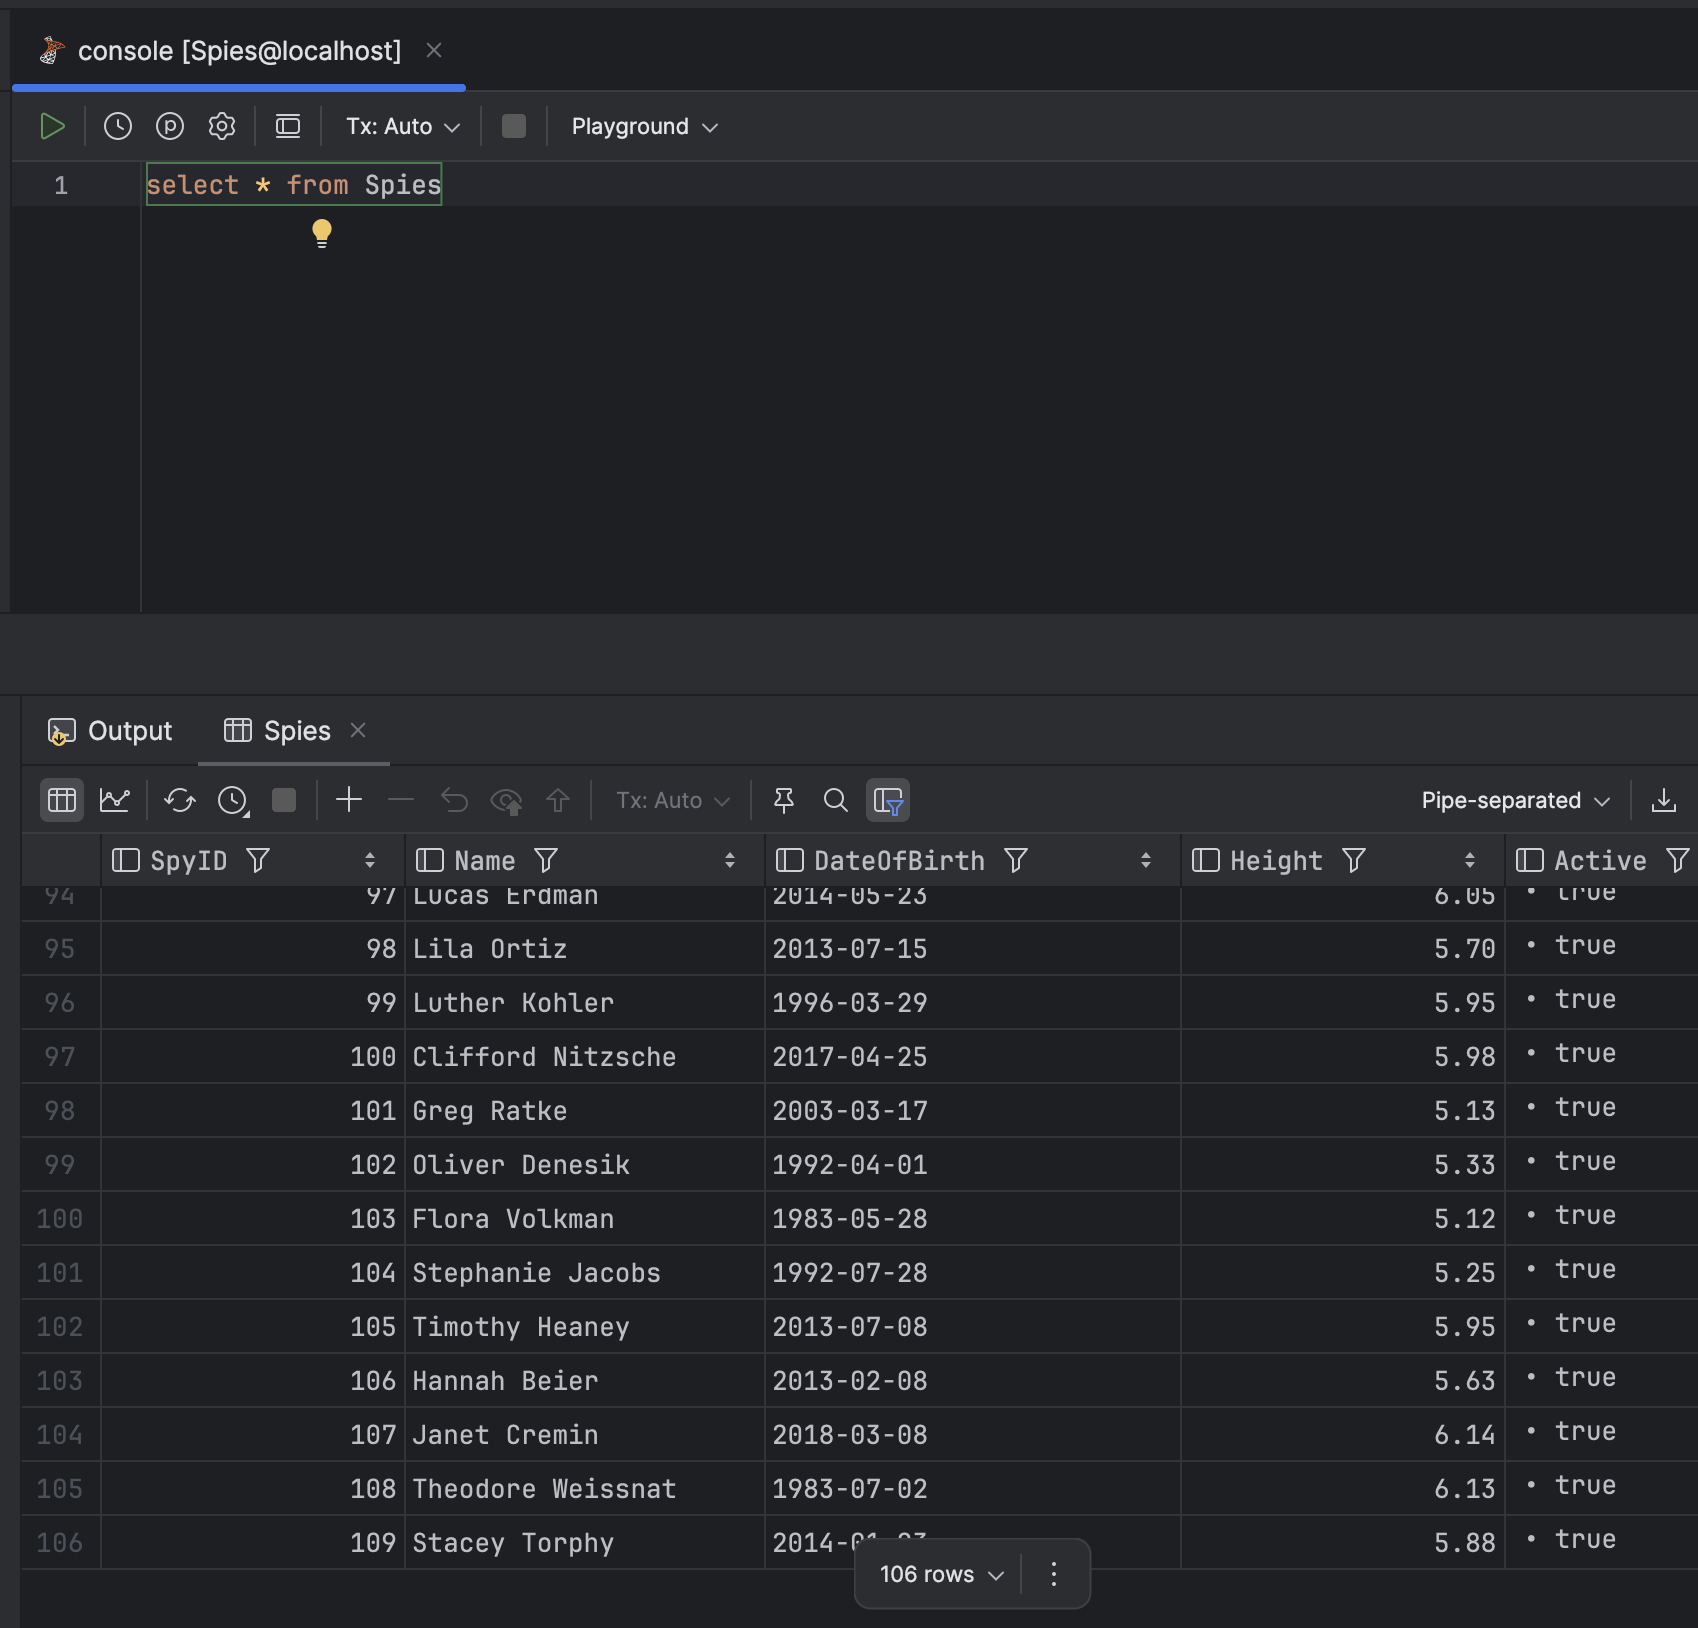 console [Spies@localhost]
Tx: Auto
Playground
1 select * from Spies
Output Spies
Tx: Auto Pipe-separated
SpyID Name DateOfBirth Height Active
94 97 Lucas Erdman 2014-05-23 6.05 true
95 98 Lila Ortiz 2013-07-15 5.70 true
96 99 Luther Kohler 1996-03-29 5.95 true
97 100 Clifford Nitzsche 2017-04-25 5.98 true
98 101 Greg Ratke 2003-03-17 5.13 true
99 102 Oliver Denesik 1992-04-01 5.33 true
100 103 Flora Volkman 1983-05-28 5.12 true
101 104 Stephanie Jacobs 1992-07-28 5.25 true
102 105 Timothy Heaney 2013-07-08 5.95 true
103 106 Hannah Beier 2013-02-08 5.63 true
104 107 Janet Cremin 2018-03-08 6.14 true
105 108 Theodore Weissnat 1983-07-02 6.13 true
106 109 Stacey Torphy 5.88 true
106 rows